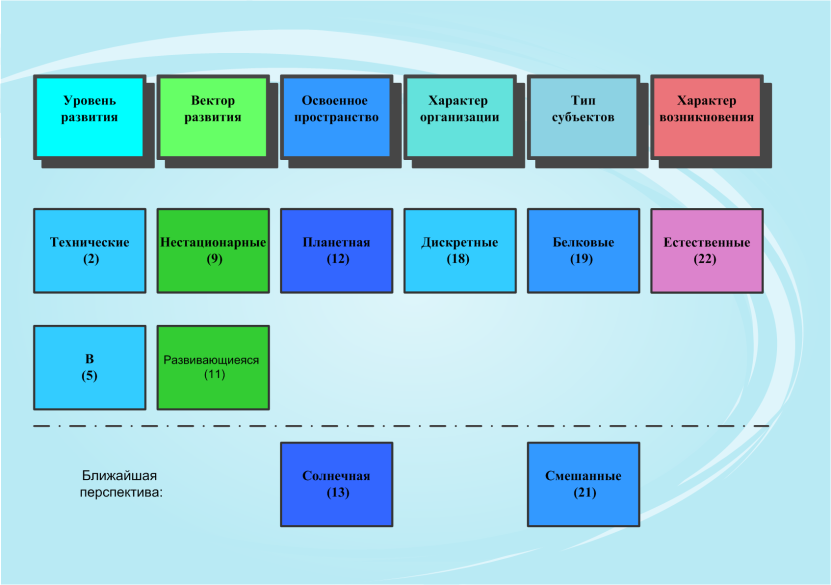 Уровень
развития
Вектор
развития
Освоенное
пространство
Характер
организации
Тип
субъектов
Характер
возникновения
Технические
(2)
Нестационарные
(9)
Планетная
(12)
Дискретные
(18)
Белковые
(19)
Естественные
(22)
В
(5)
Развивающиеяся
(11)
Ближайшая
перспектива:
Солнечная
(13)
Смешанные
(21)